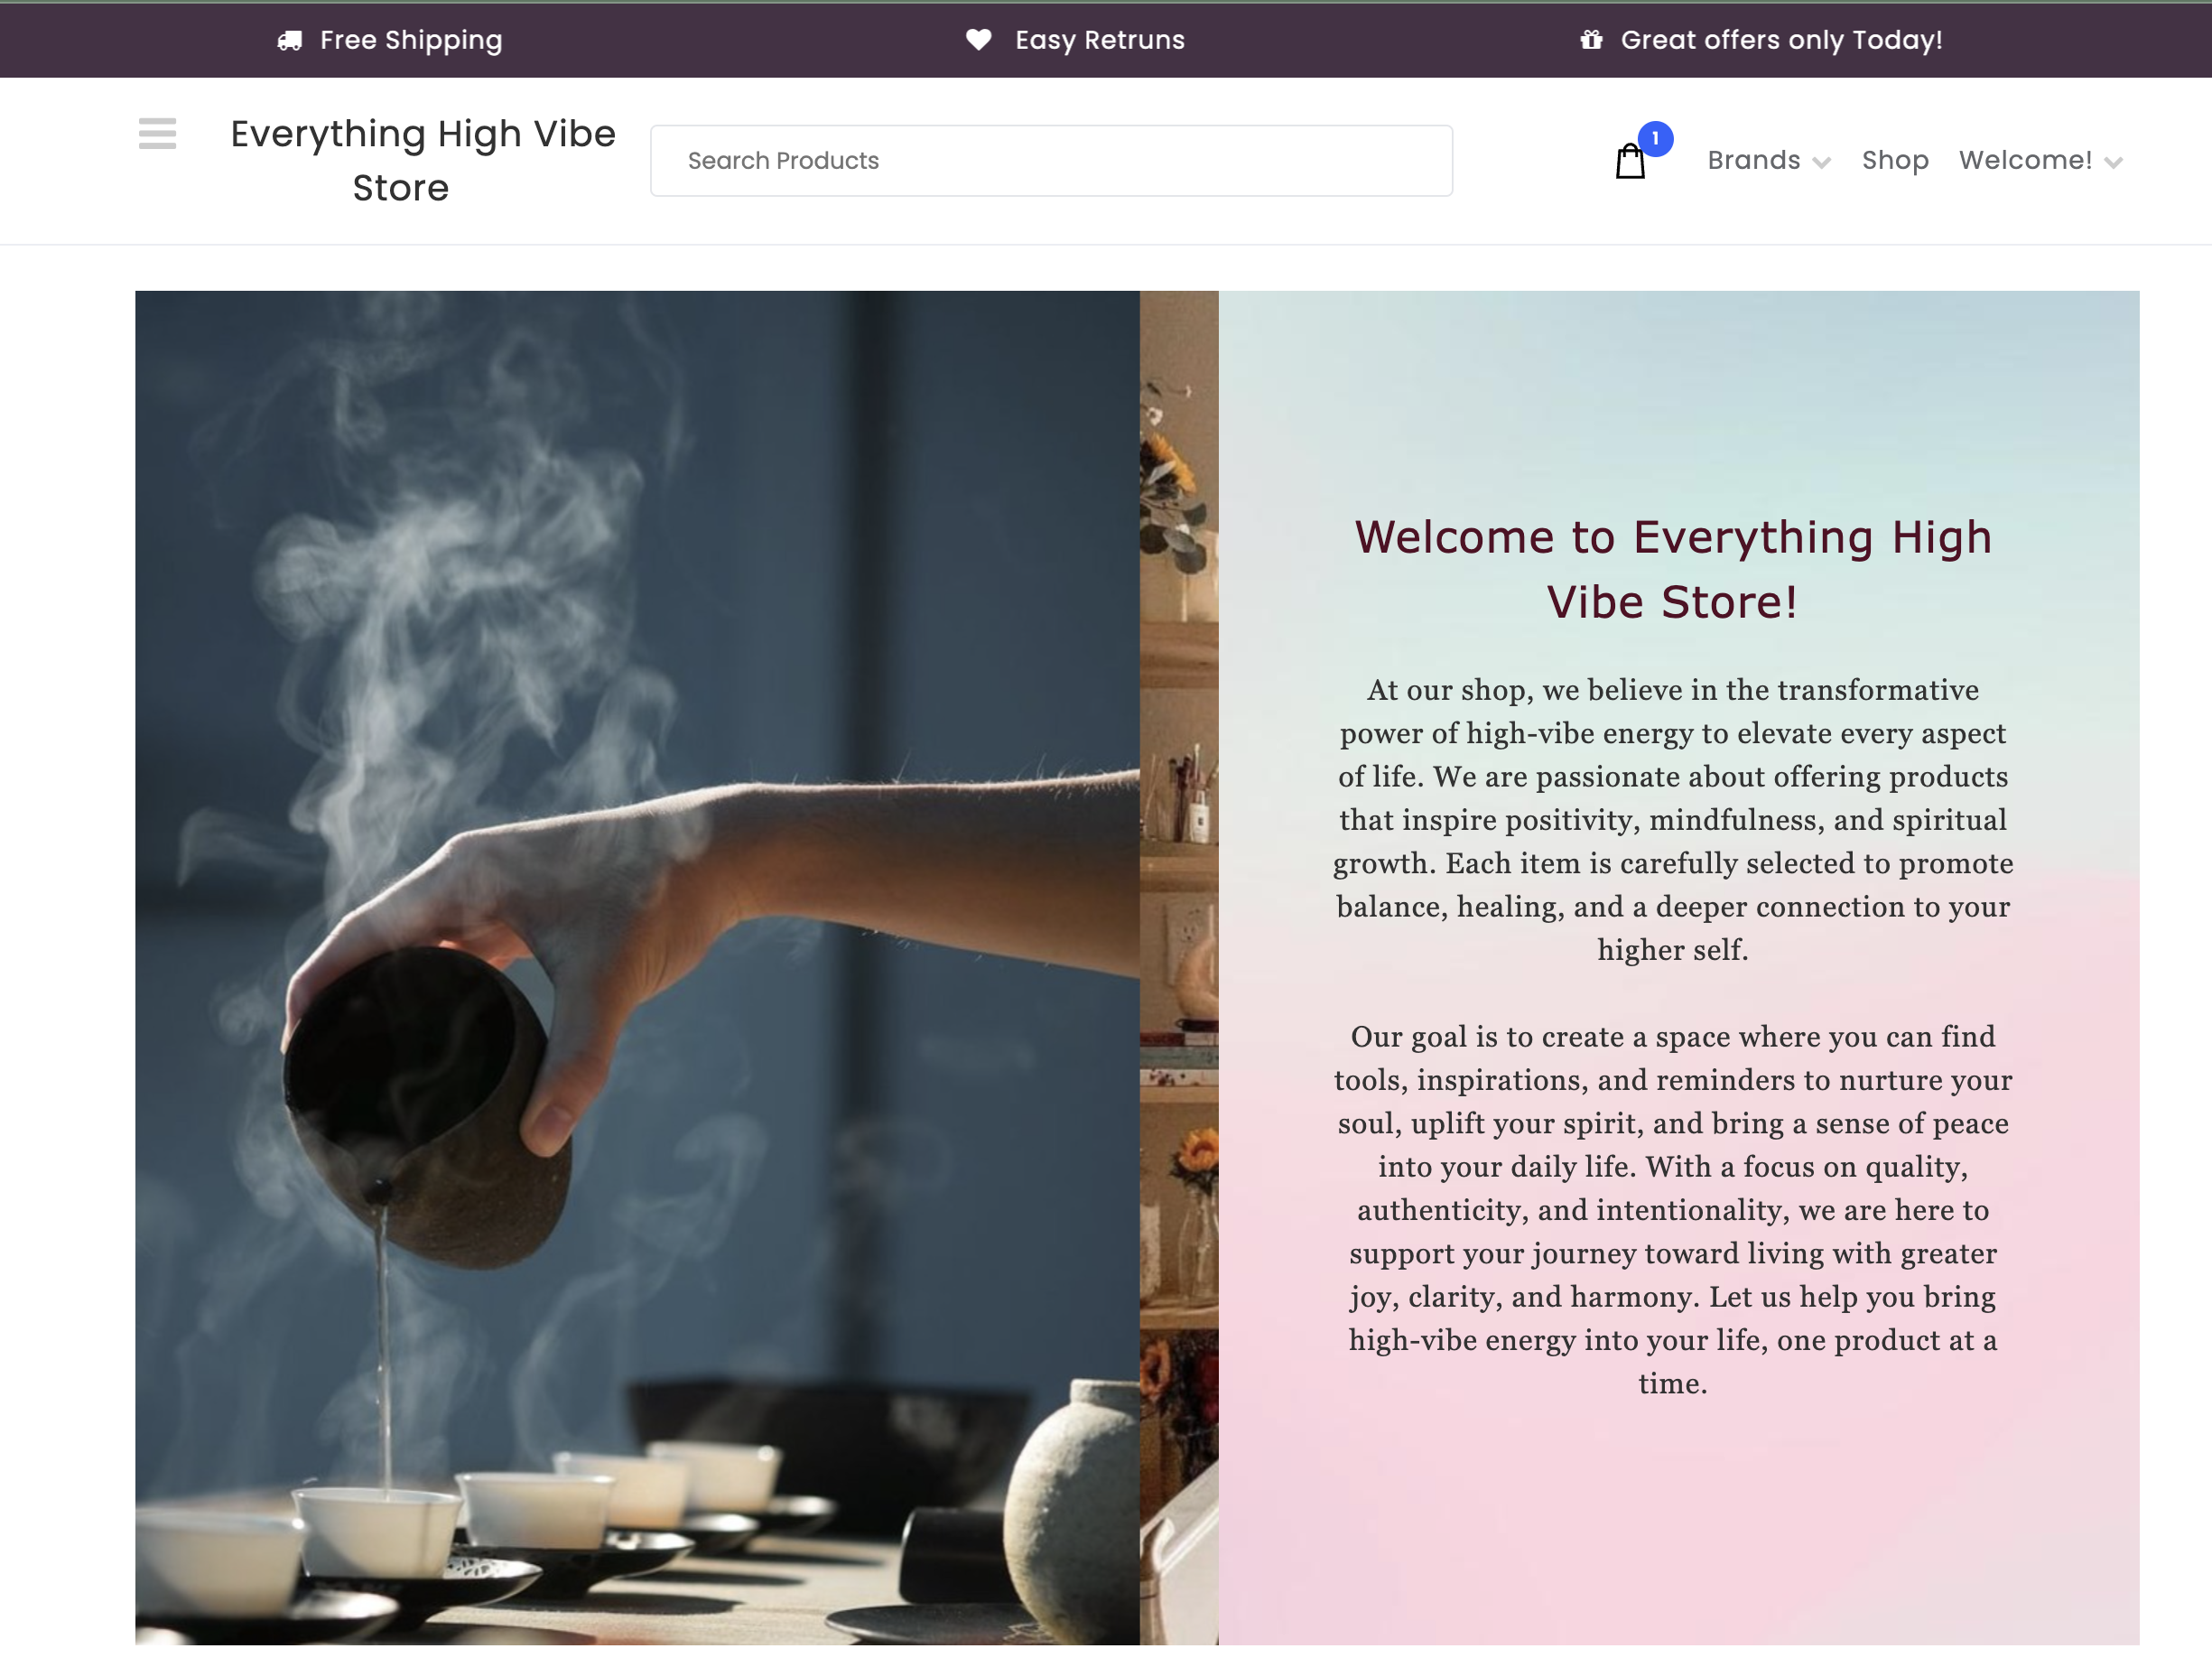 Free Shipping
Easy Retruns
Great offers only Today!
Everything High Vibe
Store
Search Products
1
Brands
Shop
Welcome!
Welcome to Everything High
Vibe Store!
At our shop, we believe in the transformative
power of high-vibe energy to elevate every aspect
of life. We are passionate about offering products
that inspire positivity, mindfulness, and spiritual
growth. Each item is carefully selected to promote
balance, healing, and a deeper connection to your
higher self.
Our goal is to create a space where you can find
tools, inspirations, and reminders to nurture your
soul, uplift your spirit, and bring a sense of peace
into your daily life. With a focus on quality,
authenticity, and intentionality, we are here to
support your journey toward living with greater
joy, clarity, and harmony. Let us help you bring
high-vibe energy into your life, one product at a
time.